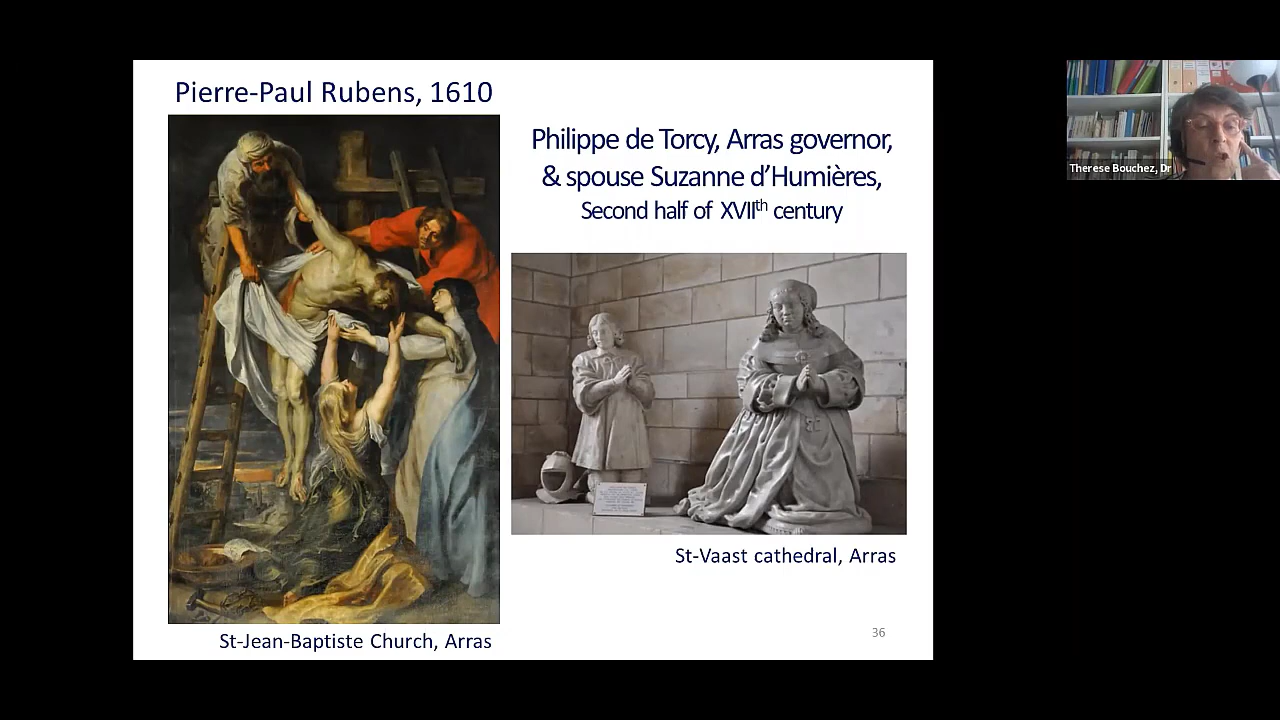 Pierre-Paul Rubens, 1610
Philippe de Torcy, Arras governor,
& spouse Suzanne d’Humières,
Second half of XVIIth century
St-Vaast cathedral, Arras
St-Jean-Baptiste Church, Arras
36
Therese Bouchez, Dr